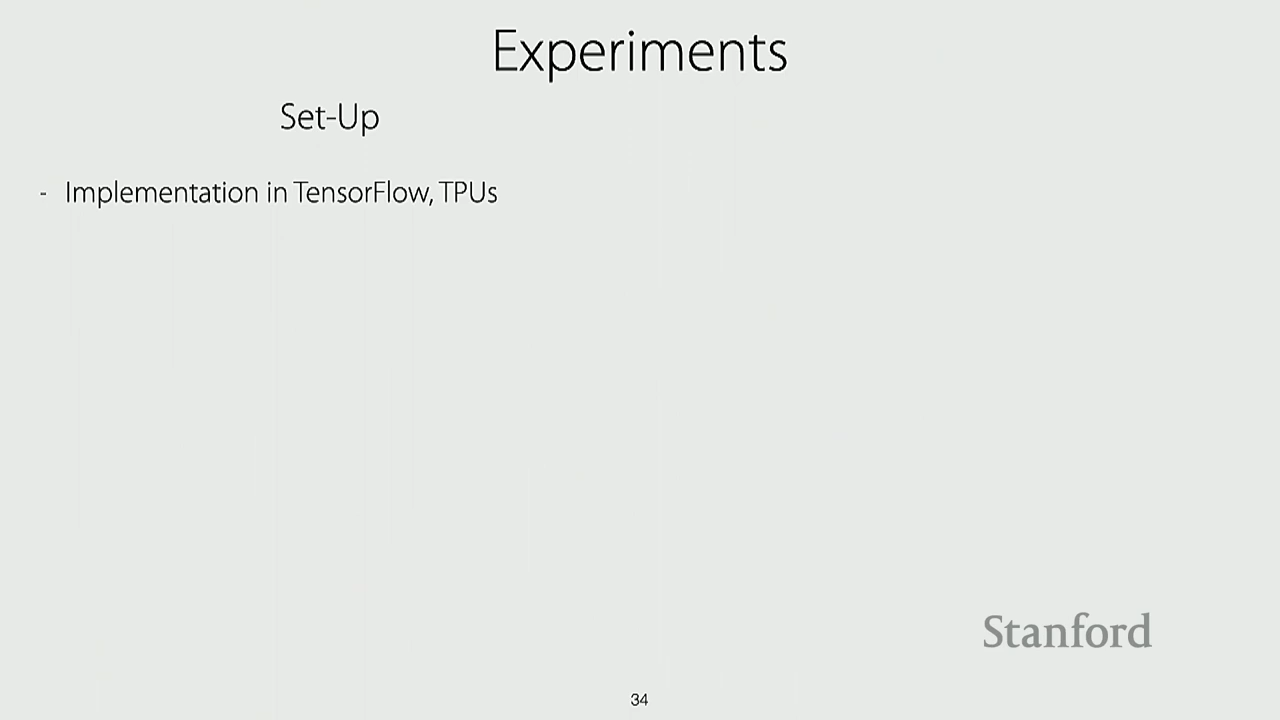 Experiments
Set-Up
- Implementation in TensorFlow, TPUs
Stanford
34